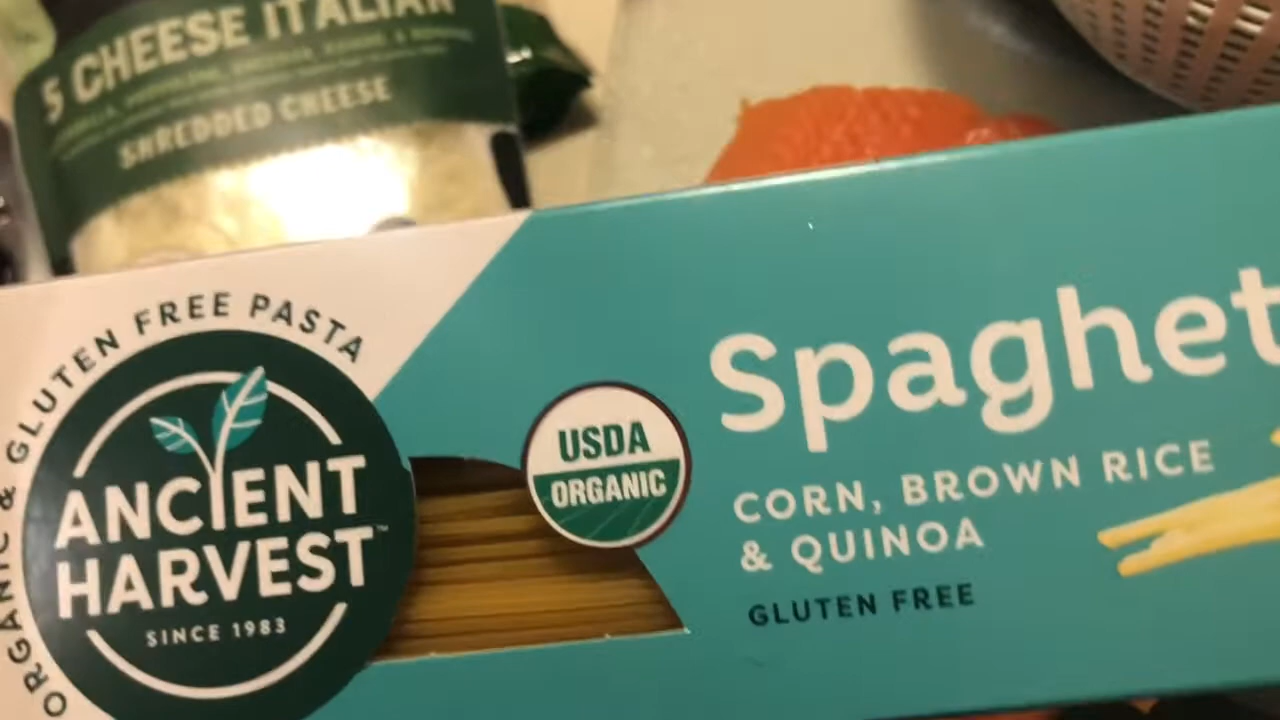 5 CHEESE ITALIAN
SHREDDED CHEESE
ORGANIC & GLUTEN FREE PASTA
ANCIENT
HARVEST™
SINCE 1983
USDA
ORGANIC
Spaghet
CORN, BROWN RICE
& QUINOA
GLUTEN FREE